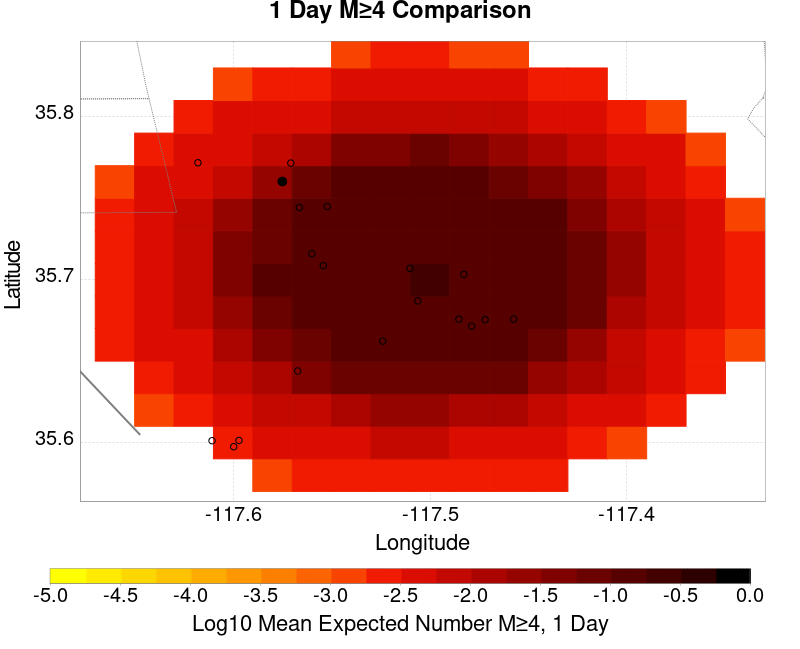 1 Day M≥4 Comparison
35.8
35.7
35.6
Latitude
-117.6 -117.5 -117.4
Longitude
-5.0 -4.5 -4.0 -3.5 -3.0 -2.5 -2.0 -1.5 -1.0 -0.5 0.0
Log10 Mean Expected Number M≥4, 1 Day